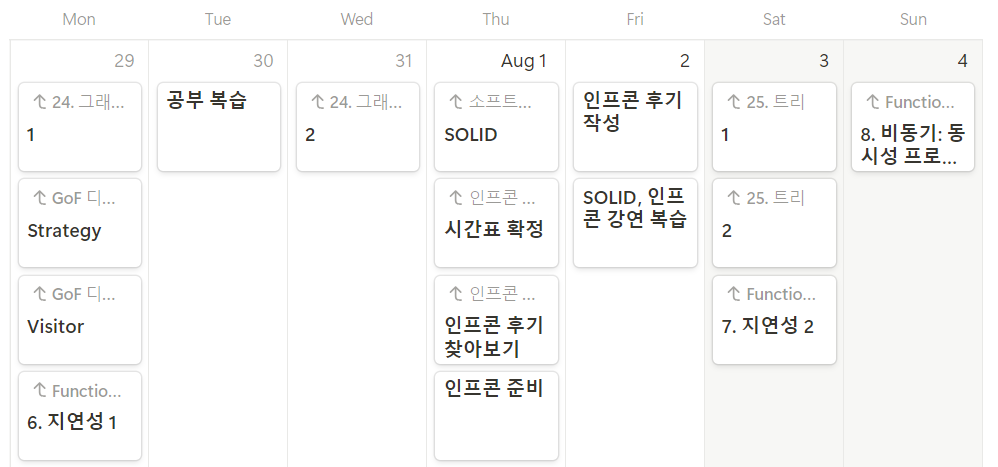 Mon
Tue
Wed
Thu
Fri
Sat
Sun
29
30
31
Aug 1
2
3
4
24. 그래...
1
GoF 디...
Strategy
GoF 디...
Visitor
Functio...
6. 지연성 1
공부 복습
24. 그래...
2
소프트...
SOLID
인프콘 ...
시간표 확정
인프콘 ...
인프콘 후기
찾아보기
인프콘 준비
인프콘 후기
작성
SOLID, 인프
콘 강연 복습
25. 트리
1
25. 트리
2
Functio...
7. 지연성 2
Functio...
8. 비동기: 동
시성 프로...